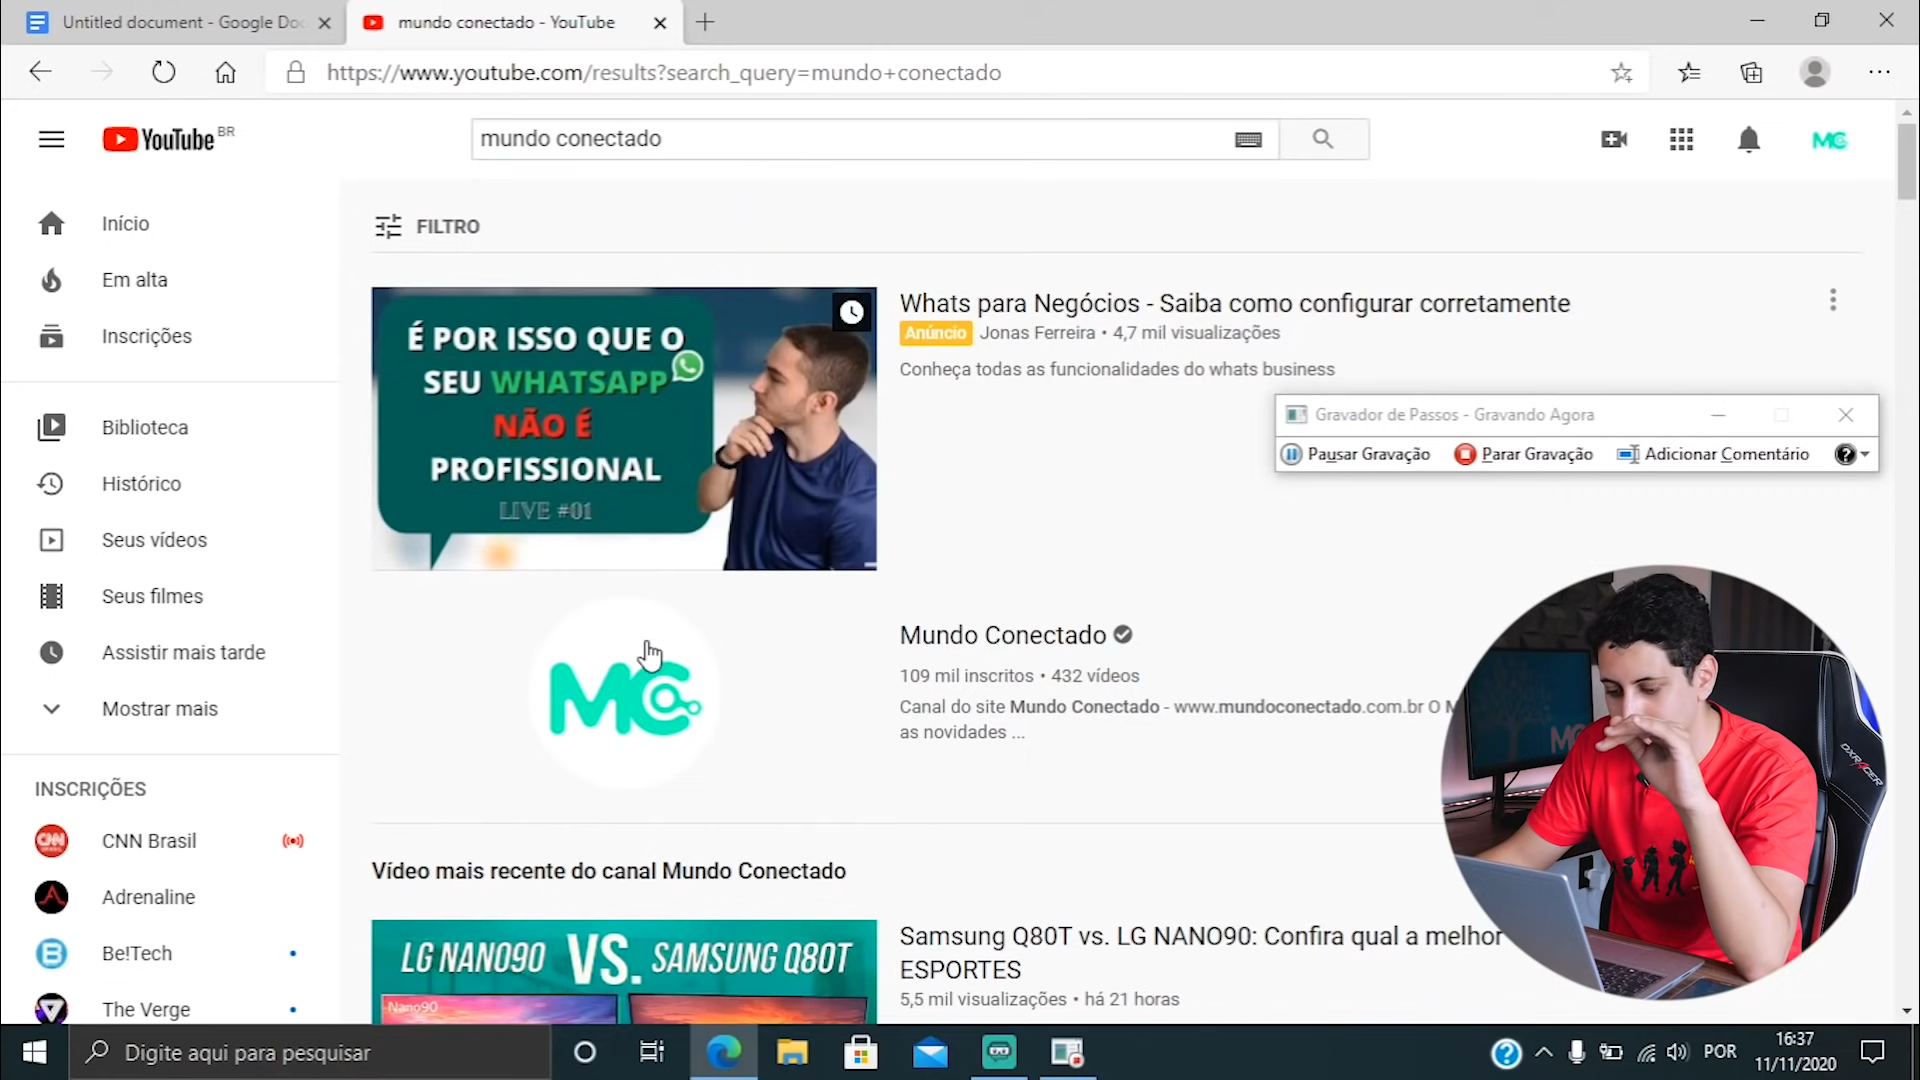 Untitled document - Google Do
mundo conectado - YouTube
https://www.youtube.com/results?search_query=mundo+conectado
YouTube BR
mundo conectado
MC
Início
Em alta
Inscrições
Biblioteca
Histórico
Seus vídeos
Seus filmes
Assistir mais tarde
Mostrar mais
INSCRIÇÕES
CNN Brasil
Adrenaline
Be!Tech
The Verge
FILTRO
É POR ISSO QUE O
SEU WHATSAPP
NÃO É
PROFISSIONAL
LIVE #01
Whats para Negócios - Saiba como configurar corretamente
Anúncio Jonas Ferreira • 4,7 mil visualizações
Conheça todas as funcionalidades do whats business
Gravador de Passos - Gravando Agora
Pausar Gravação
Parar Gravação
Adicionar Comentário
MC
Mundo Conectado
109 mil inscritos • 432 vídeos
Canal do site Mundo Conectado - www.mundoconectado.com.br O M
as novidades ...
DXRACER
Vídeo mais recente do canal Mundo Conectado
LG NANO90 VS. SAMSUNG Q80T
Nano90
Samsung Q80T vs. LG NANO90: Confira qual a melhor
ESPORTES
5,5 mil visualizações • há 21 horas
Digite aqui para pesquisar
POR
16:37
11/11/2020